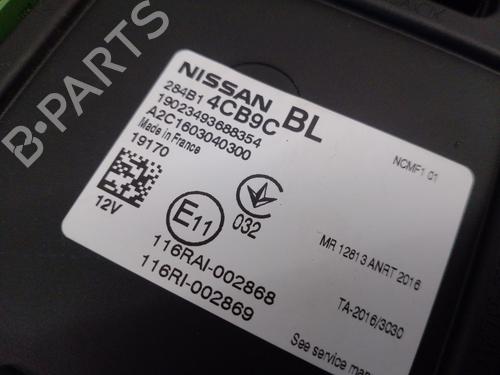 B-PARTS
NISSAN BL
284B1 4CB9C
19023493688354
A2C1603040300
Made in France
19170
12V
E11
032
116RAI-002868
116RI-002869
NCMF1 01
MR 12813 ANRT 2016
TA-2016/3030
See service